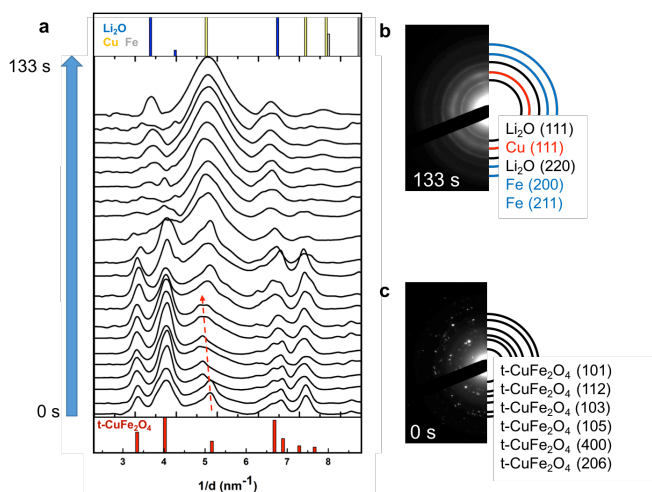 a
Li₂O
Cu Fe
133 s
0 s
t-CuFe₂O₄
3 4 5 6 7 8
1/d (nm⁻¹)
b
133 s
Li₂O (111)
Cu (111)
Li₂O (220)
Fe (200)
Fe (211)
c
0 s
t-CuFe₂O₄ (101)
t-CuFe₂O₄ (112)
t-CuFe₂O₄ (103)
t-CuFe₂O₄ (105)
t-CuFe₂O₄ (400)
t-CuFe₂O₄ (206)